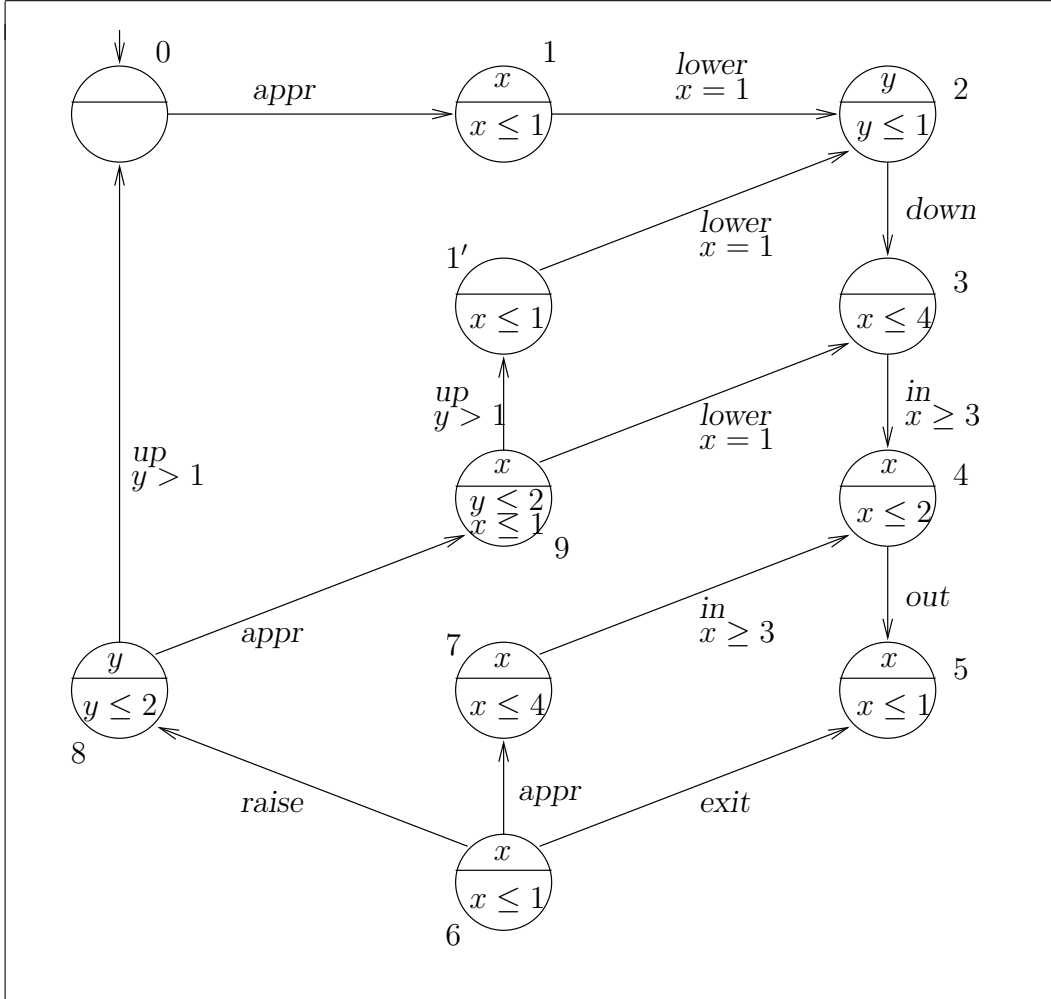 0
1
appr
x
x ≤ 1
lower
x = 1
y
y ≤ 1
2
down
1′
x ≤ 1
lower
x = 1
3
x ≤ 4
up
y > 1
lower
x = 1
in
x ≥ 3
up
y > 1
x
y ≤ 2
x ≤ 1
9
x
x ≤ 2
4
appr
in
x ≥ 3
out
y
y ≤ 2
8
7
x
x ≤ 4
x
x ≤ 1
5
raise
appr
exit
x
x ≤ 1
6